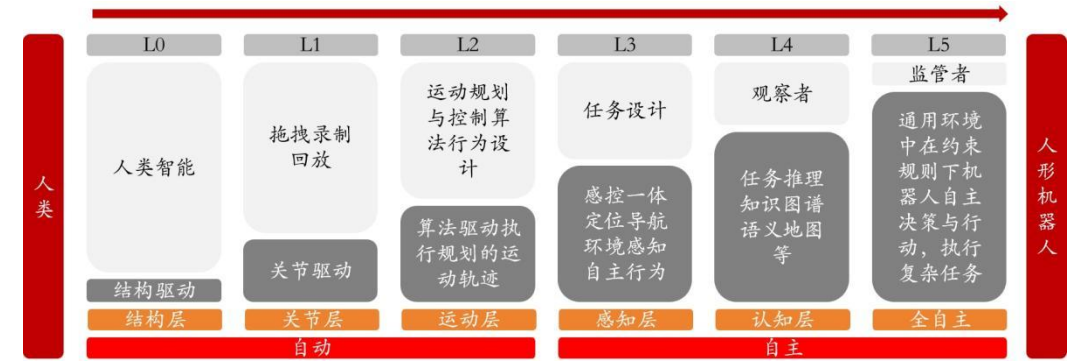 L0
L1
L2
L3
L4
L5
人类
人类智能
结构驱动
结构层
拖拽录制
回放
关节驱动
关节层
运动规划
与控制算
法行为设
计
算法驱动执
行规划的运
动轨迹
运动层
任务设计
感控一体
定位导航
环境感知
自主行为
感知层
观察者
任务推理
知识图谱
语义地图
等
认知层
监管者
通用环境
中在约束
规则下机
器人自主
决策与行
动，执行
复杂任务
全自主
人形机器人
自动
自主